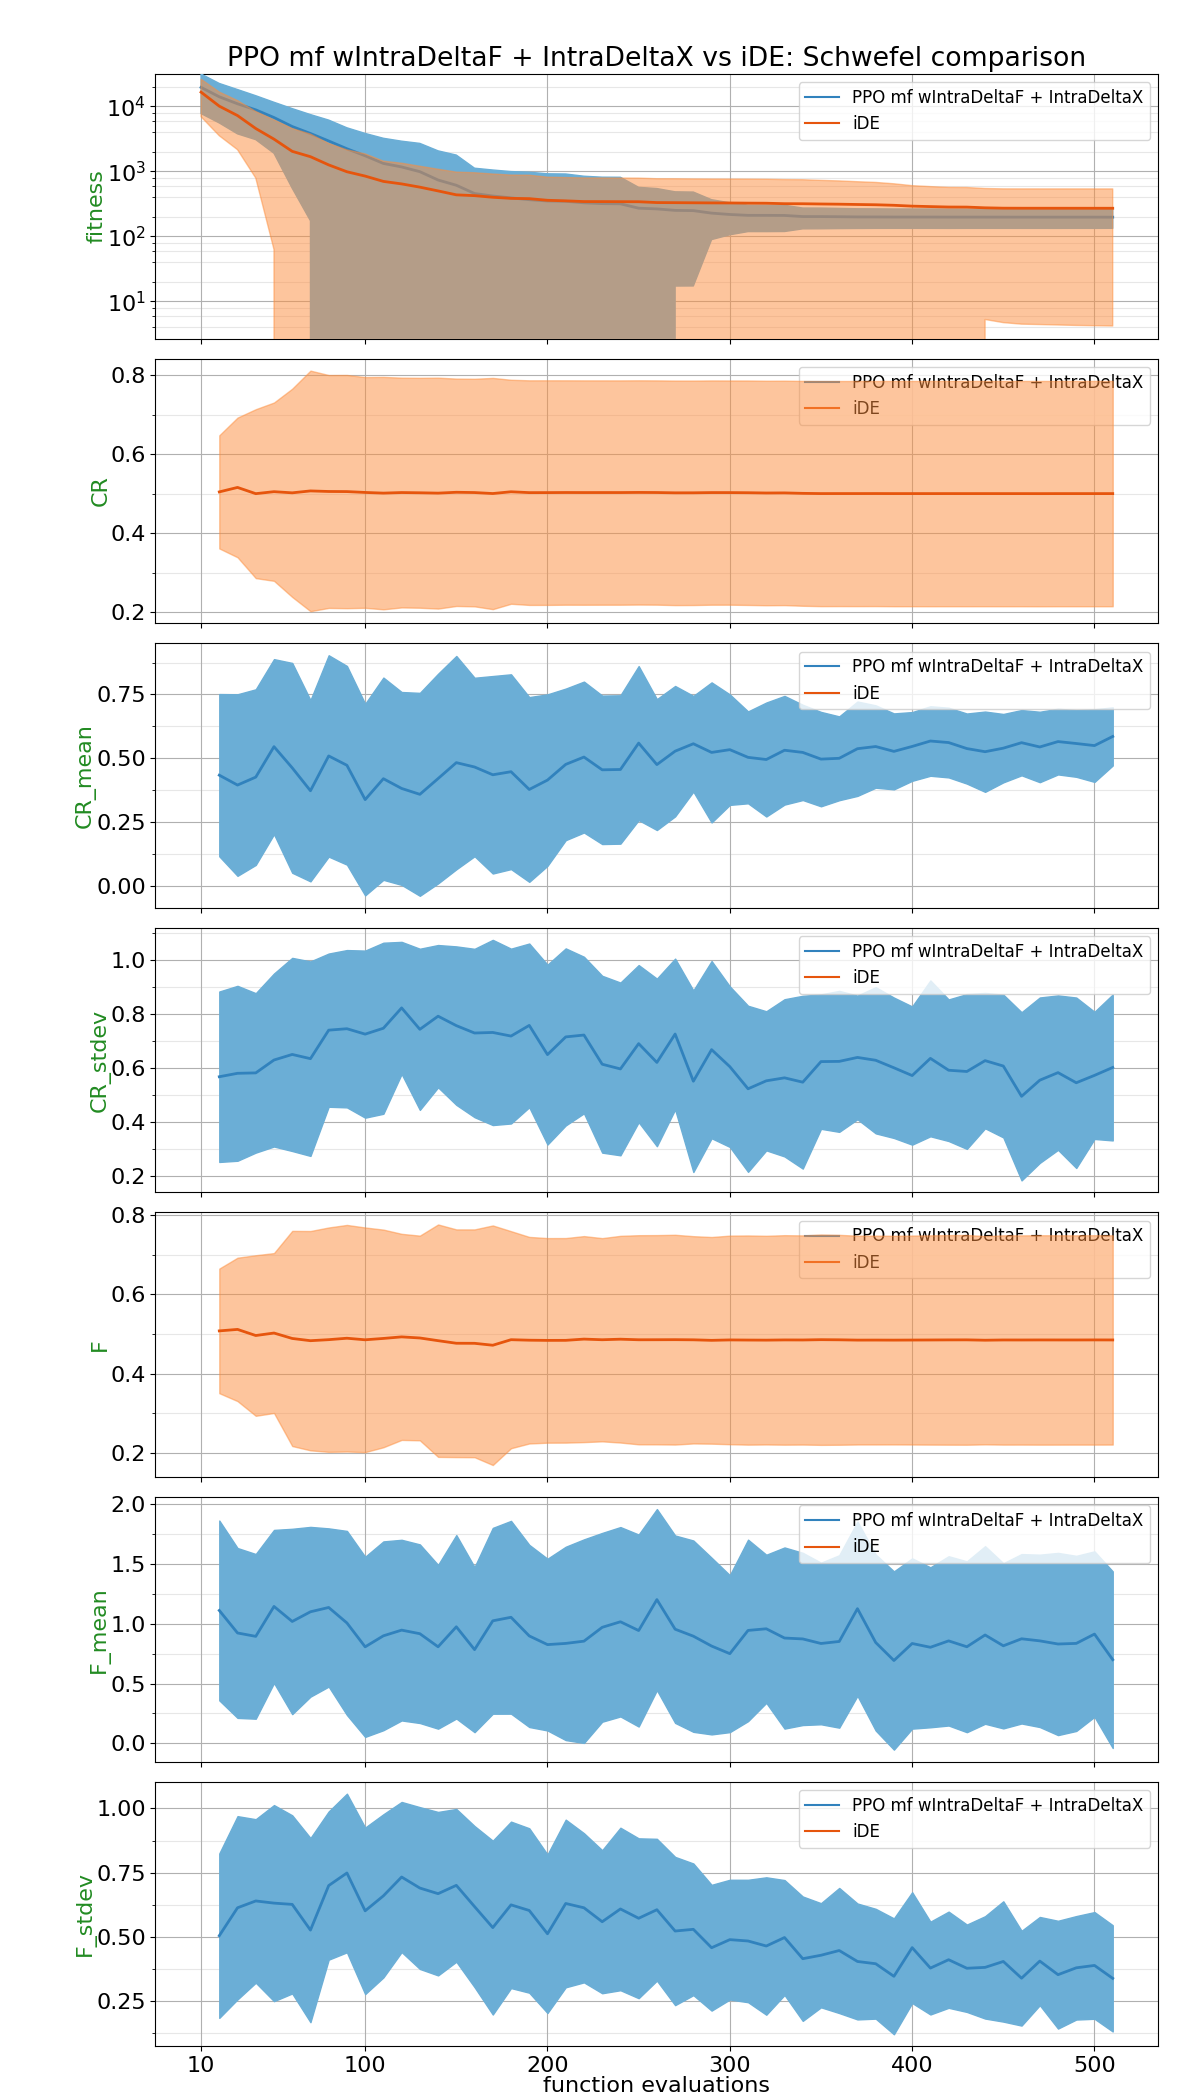 PPO mf wIntraDeltaF + IntraDeltaX vs iDE: Schwefel comparison
fitness
10^4
10^3
10^2
10^1
PPO mf wIntraDeltaF + IntraDeltaX
iDE
CR
0.8
0.6
0.4
0.2
PPO mf wIntraDeltaF + IntraDeltaX
iDE
CR_mean
0.75
0.50
0.25
0.00
PPO mf wIntraDeltaF + IntraDeltaX
iDE
CR_stdev
1.0
0.8
0.6
0.4
0.2
PPO mf wIntraDeltaF + IntraDeltaX
iDE
F
0.8
0.6
0.4
0.2
PPO mf wIntraDeltaF + IntraDeltaX
iDE
F_mean
2.0
1.5
1.0
0.5
0.0
PPO mf wIntraDeltaF + IntraDeltaX
iDE
F_stdev
1.00
0.75
0.50
0.25
PPO mf wIntraDeltaF + IntraDeltaX
iDE
10 100 200 300 400 500
function evaluations